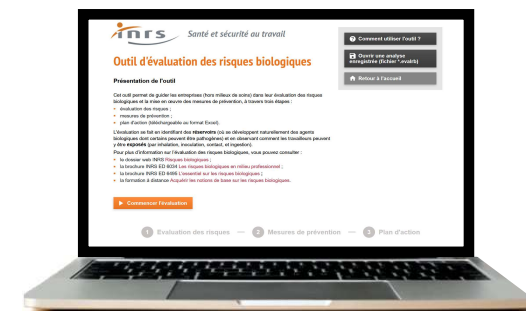 inrs
Santé et sécurité au travail
Comment utiliser l'outil ?
Ouvrir une analyse
enregistrée (fichier *.evalrb)
Retour à l'accueil
Outil d'évaluation des risques biologiques
Présentation de l'outil
Cet outil permet de guider les entreprises (hors milieux de soins) dans leur évaluation des risques
biologiques et la mise en œuvre des mesures de prévention, à travers trois étapes :
évaluation des risques ;
mesures de prévention ;
plan d'action (téléchargeable au format Excel).
L'évaluation se fait en identifiant des réservoirs (où se développent naturellement des agents
biologiques dont certains peuvent être pathogènes) et en observant comment les travailleurs peuvent
y être exposés (par inhalation, inoculation, contact, et ingestion).
Pour plus d'information sur l'évaluation des risques biologiques, vous pouvez consulter :
le dossier web INRS Risques biologiques ;
la brochure INRS ED 6034 Les risques biologiques en milieu professionnel ;
la brochure INRS ED 6495 L'essentiel sur les risques biologiques ;
la formation à distance Acquérir les notions de base sur les risques biologiques.
Commencer l'évaluation
1 Evaluation des risques — 2 Mesures de prévention — 3 Plan d'action